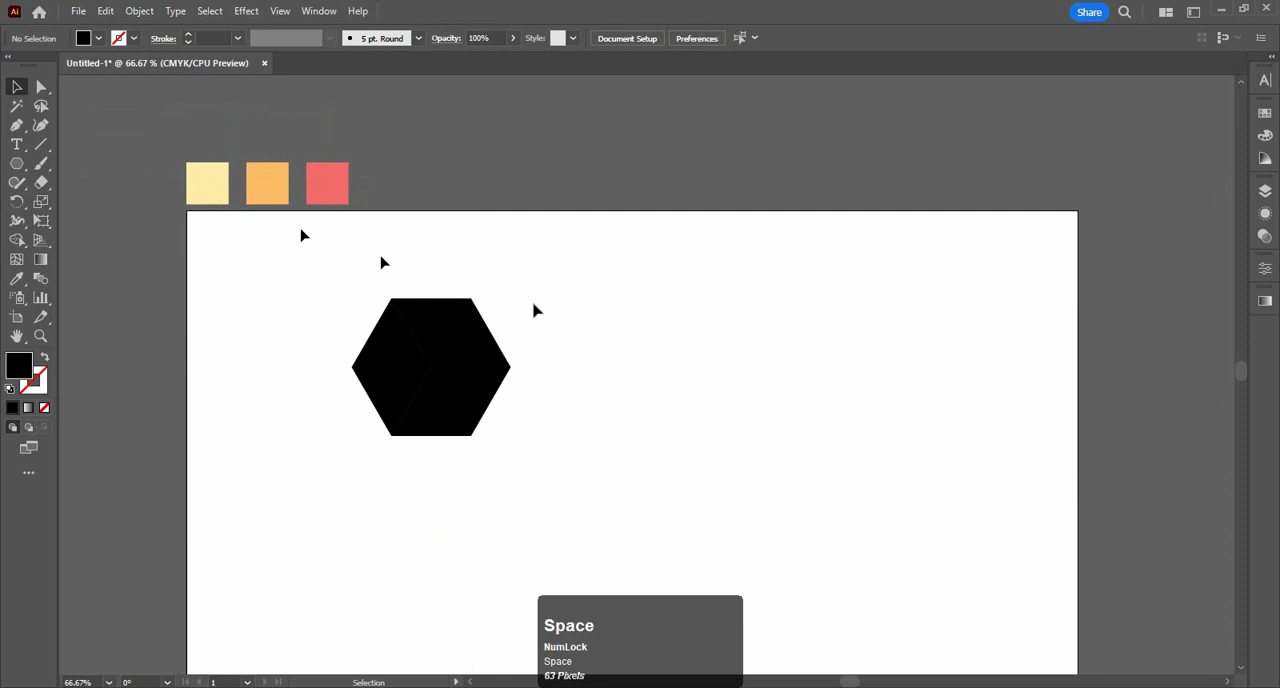 Ai File Edit Object Type Select Effect View Window Help Share
No Selection Stroke: 5 pt. Round Opacity: 100% Style: Document Setup Preferences
Untitled-1* @ 66.67 % (CMYK/CPU Preview) ×
Space
NumLock
Space
63 Pixels
66.67% 0° 1 Selection